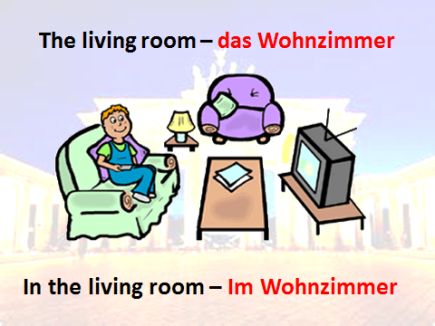 The living room – das Wohnzimmer
In the living room – Im Wohnzimmer